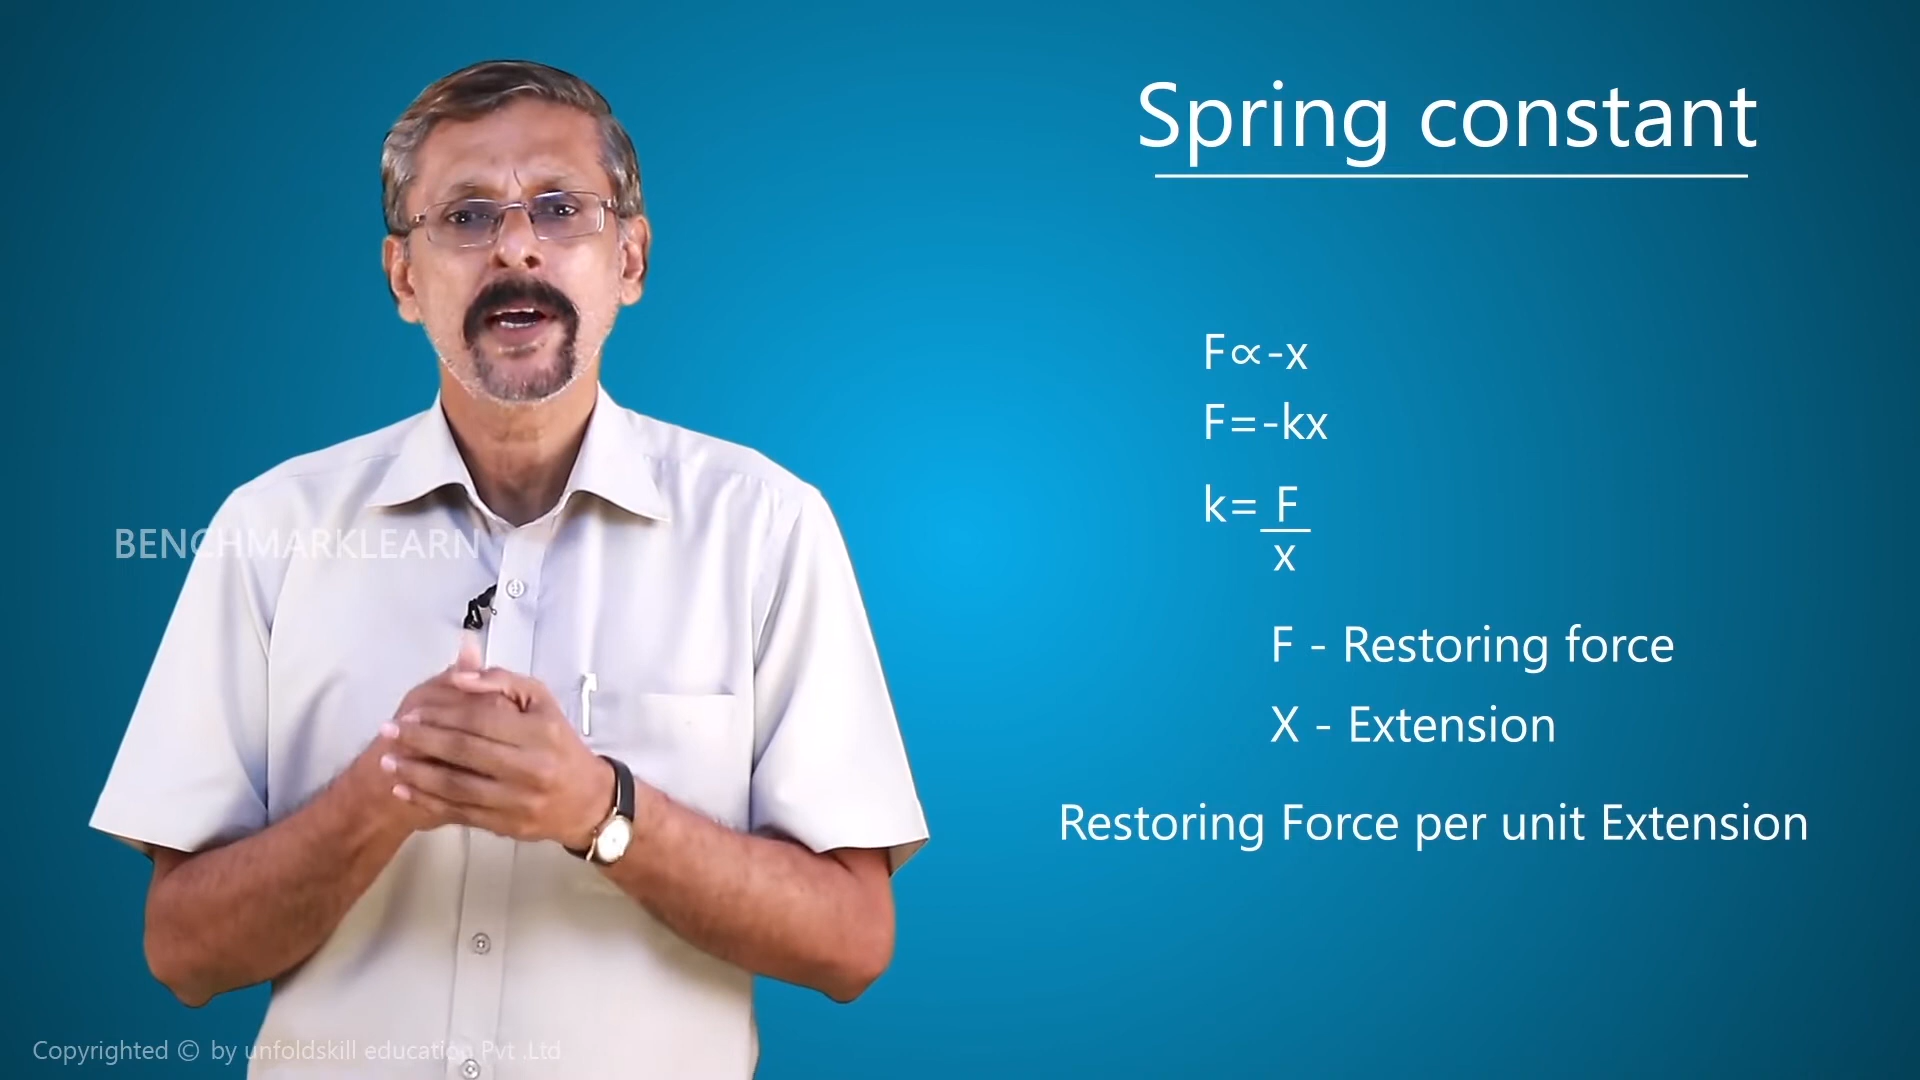 Spring constant
F∝-x
F=-kx
k= F
x
F - Restoring force
X - Extension
Restoring Force per unit Extension
BENCHMARKLEARN
Copyrighted © by unfoldskill education Pvt .Ltd